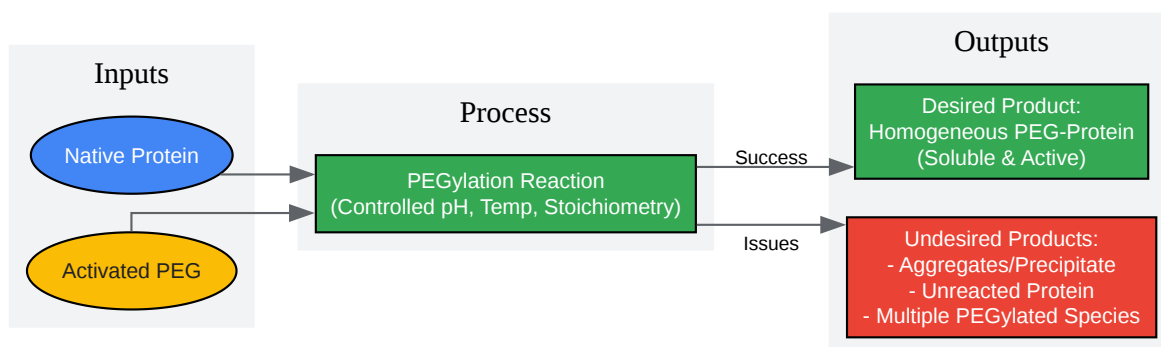 Inputs
Native Protein
Activated PEG
Process
PEGylation Reaction
(Controlled pH, Temp, Stoichiometry)
Success
Issues
Outputs
Desired Product:
Homogeneous PEG-Protein
(Soluble & Active)
Undesired Products:
- Aggregates/Precipitate
- Unreacted Protein
- Multiple PEGylated Species